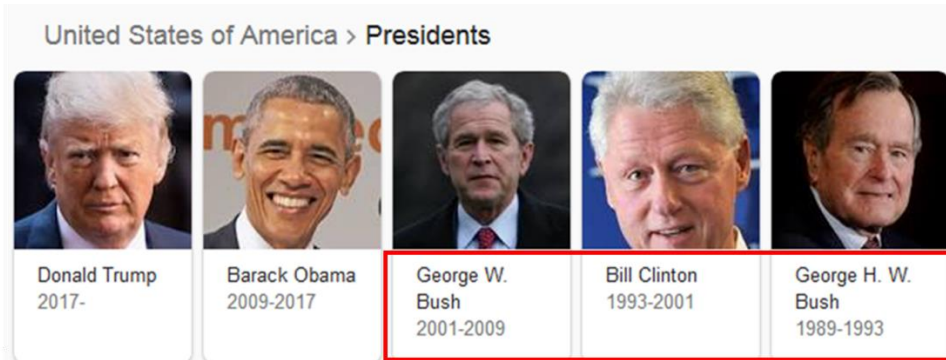 United States of America > Presidents
Donald Trump
2017-
Barack Obama
2009-2017
George W.
Bush
2001-2009
Bill Clinton
1993-2001
George H. W.
Bush
1989-1993